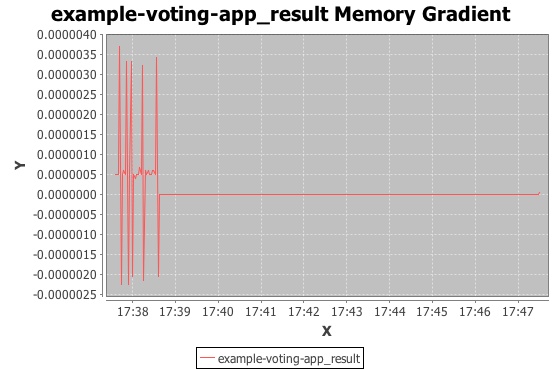 example-voting-app_result Memory Gradient
0.0000040
0.0000035
0.0000030
0.0000025
0.0000020
0.0000015
0.0000010
0.0000005
0.0000000
-0.0000005
-0.0000010
-0.0000015
-0.0000020
-0.0000025
Y
17:38 17:39 17:40 17:41 17:42 17:43 17:44 17:45 17:46 17:47
X
example-voting-app_result